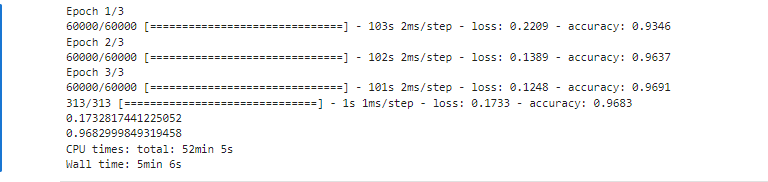 Epoch 1/3
60000/60000 [==============================] - 103s 2ms/step - loss: 0.2209 - accuracy: 0.9346
Epoch 2/3
60000/60000 [==============================] - 102s 2ms/step - loss: 0.1389 - accuracy: 0.9637
Epoch 3/3
60000/60000 [==============================] - 101s 2ms/step - loss: 0.1248 - accuracy: 0.9691
313/313 [==============================] - 1s 1ms/step - loss: 0.1733 - accuracy: 0.9683
0.1732817441225052
0.9682999849319458
CPU times: total: 52min 5s
Wall time: 5min 6s